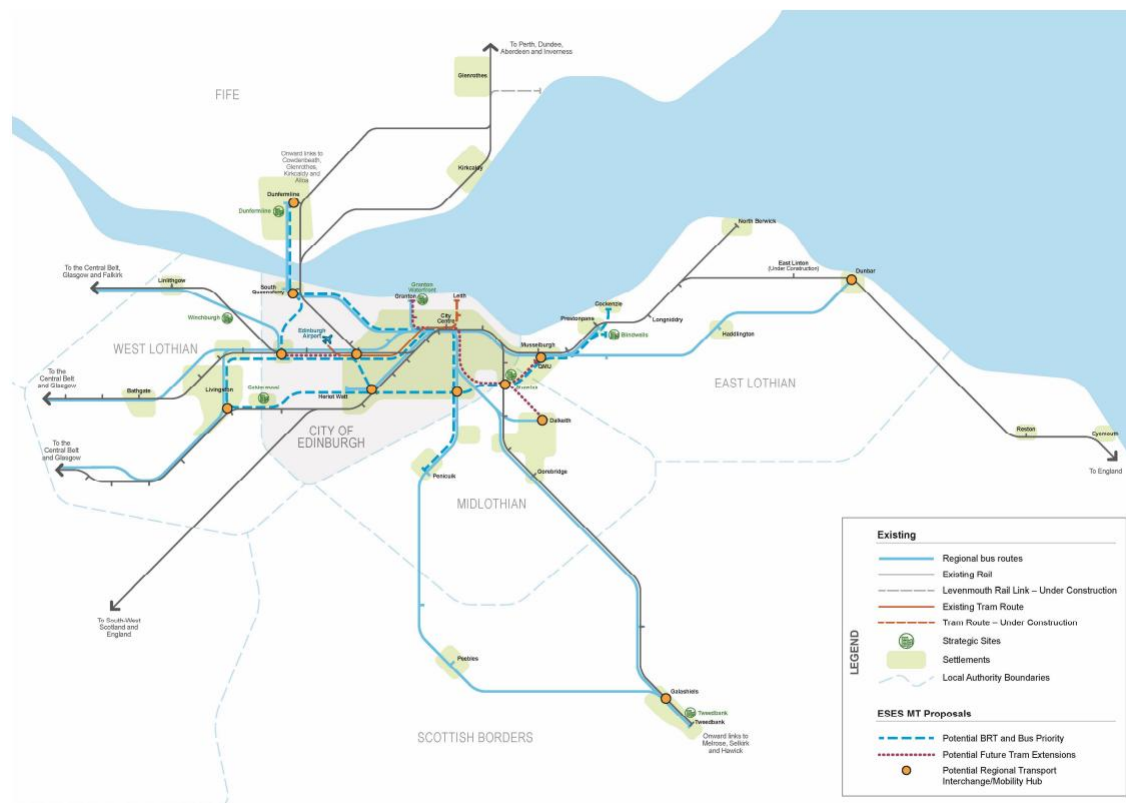 To Perth, Dundee,
Aberdeen and Inverness
Glenrothes
FIFE
Onward links to
Cowdenbeath,
Glenrothes,
Kirkcaldy and
Alloa
Kirkcaldy
Dunfermline
Dunfermline
North Berwick
To the Central Belt,
Glasgow and Falkirk
Linlithgow
South
Queensferry
East Linton
(Under Construction)
Dunbar
Granton
Waterfront
Granton
Leith
Cockenzie
Winchburgh
City
Centre
Prestonpans
Longniddry
Edinburgh
Airport
Blindwells
Haddington
WEST LOTHIAN
Musselburgh
QMU
EAST LOTHIAN
To the
Central Belt
and Glasgow
Bathgate
Livingston
Heriot Watt
Dalkeith
CITY OF
EDINBURGH
Reston
To the
Central Belt
and Glasgow
Penicuik
Gorebridge
To England
MIDLOTHIAN
To South-West
Scotland and
England
Peebles
Galashiels
Tweedbank
Tweedbank
SCOTTISH BORDERS
Onward links to
Melrose, Selkirk
and Hawick
LEGEND
Existing
Regional bus routes
Existing Rail
Levenmouth Rail Link – Under Construction
Existing Tram Route
Tram Route – Under Construction
Strategic Sites
Settlements
Local Authority Boundaries
ESES MT Proposals
Potential BRT and Bus Priority
Potential Future Tram Extensions
Potential Regional Transport
Interchange/Mobility Hub